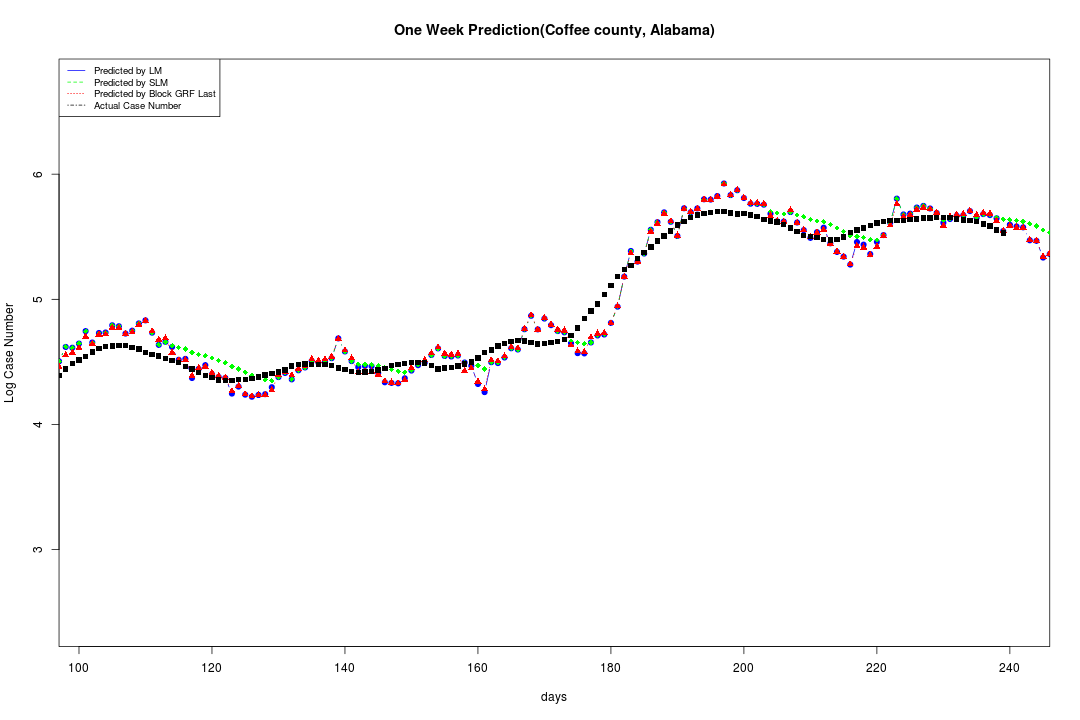 One Week Prediction(Coffee county, Alabama)
Predicted by LM
Predicted by SLM
Predicted by Block GRF Last
Actual Case Number
6
5
4
3
Log Case Number
100 120 140 160 180 200 220 240
days